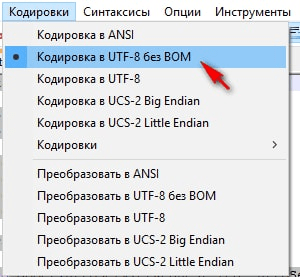 Кодировки Синтаксисы Опции Инструменты
Кодировка в ANSI
Кодировка в UTF-8 без BOM
Кодировка в UTF-8
Кодировка в UCS-2 Big Endian
Кодировка в UCS-2 Little Endian
Кодировки
Преобразовать в ANSI
Преобразовать в UTF-8 без BOM
Преобразовать в UTF-8
Преобразовать в UCS-2 Big Endian
Преобразовать в UCS-2 Little Endian